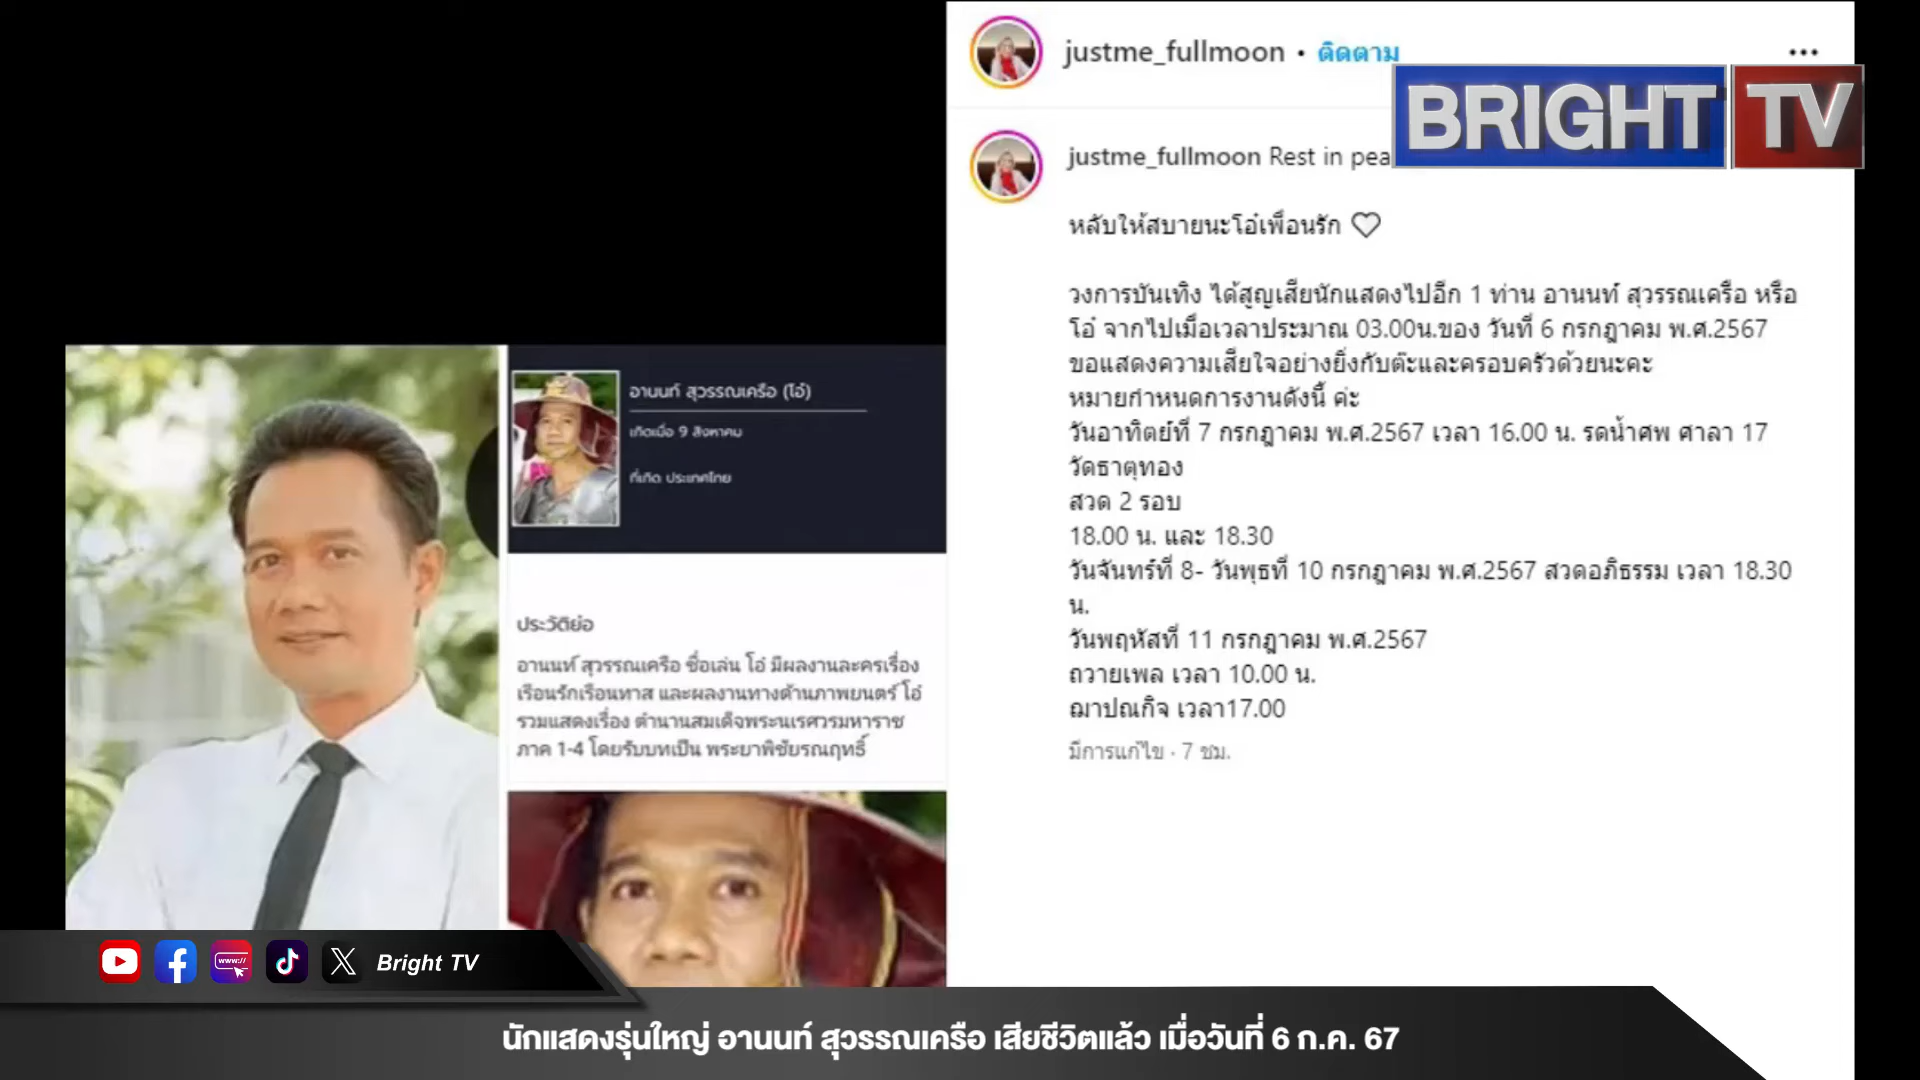 justme_fullmoon • ติดตาม
BRIGHT TV
justme_fullmoon Rest in pea
หลับให้สบายนะโอ๋เพื่อนรัก
วงการบันเทิง ได้สูญเสียนักแสดงไปอีก 1 ท่าน อานนท์ สุวรรณเครือ หรือ
โอ๋ จากไปเมื่อเวลาประมาณ 03.00น.ของ วันที่ 6 กรกฎาคม พ.ศ.2567
ขอแสดงความเสียใจอย่างยิ่งกับต๊ะและครอบครัวด้วยนะคะ
หมายกำหนดการงานดังนี้ ค่ะ
วันอาทิตย์ที่ 7 กรกฎาคม พ.ศ.2567 เวลา 16.00 น. รดน้ำศพ ศาลา 17
วัดธาตุทอง
สวด 2 รอบ
18.00 น. และ 18.30
วันจันทร์ที่ 8- วันพุธที่ 10 กรกฎาคม พ.ศ.2567 สวดอภิธรรม เวลา 18.30
น.
วันพฤหัสที่ 11 กรกฎาคม พ.ศ.2567
ถวายเพล เวลา 10.00 น.
ฌาปณกิจ เวลา17.00
มีการแก้ไข · 7 ชม.
อานนท์ สุวรรณเครือ (โอ๋)
เกิดเมื่อ 9 สิงหาคม
ที่เกิด ประเทศไทย
ประวัติย่อ
อานนท์ สุวรรณเครือ ชื่อเล่น โอ๋ มีผลงานละครเรื่อง
เรือนรักเรือนทาส และผลงานทางด้านภาพยนตร์ โอ๋
รวมแสดงเรื่อง ตำนานสมเด็จพระนเรศวรมหาราช
ภาค 1-4 โดยรับบทเป็น พระยาพิชัยรณฤทธิ์
www://
Bright TV
นักแสดงรุ่นใหญ่ อานนท์ สุวรรณเครือ เสียชีวิตแล้ว เมื่อวันที่ 6 ก.ค. 67